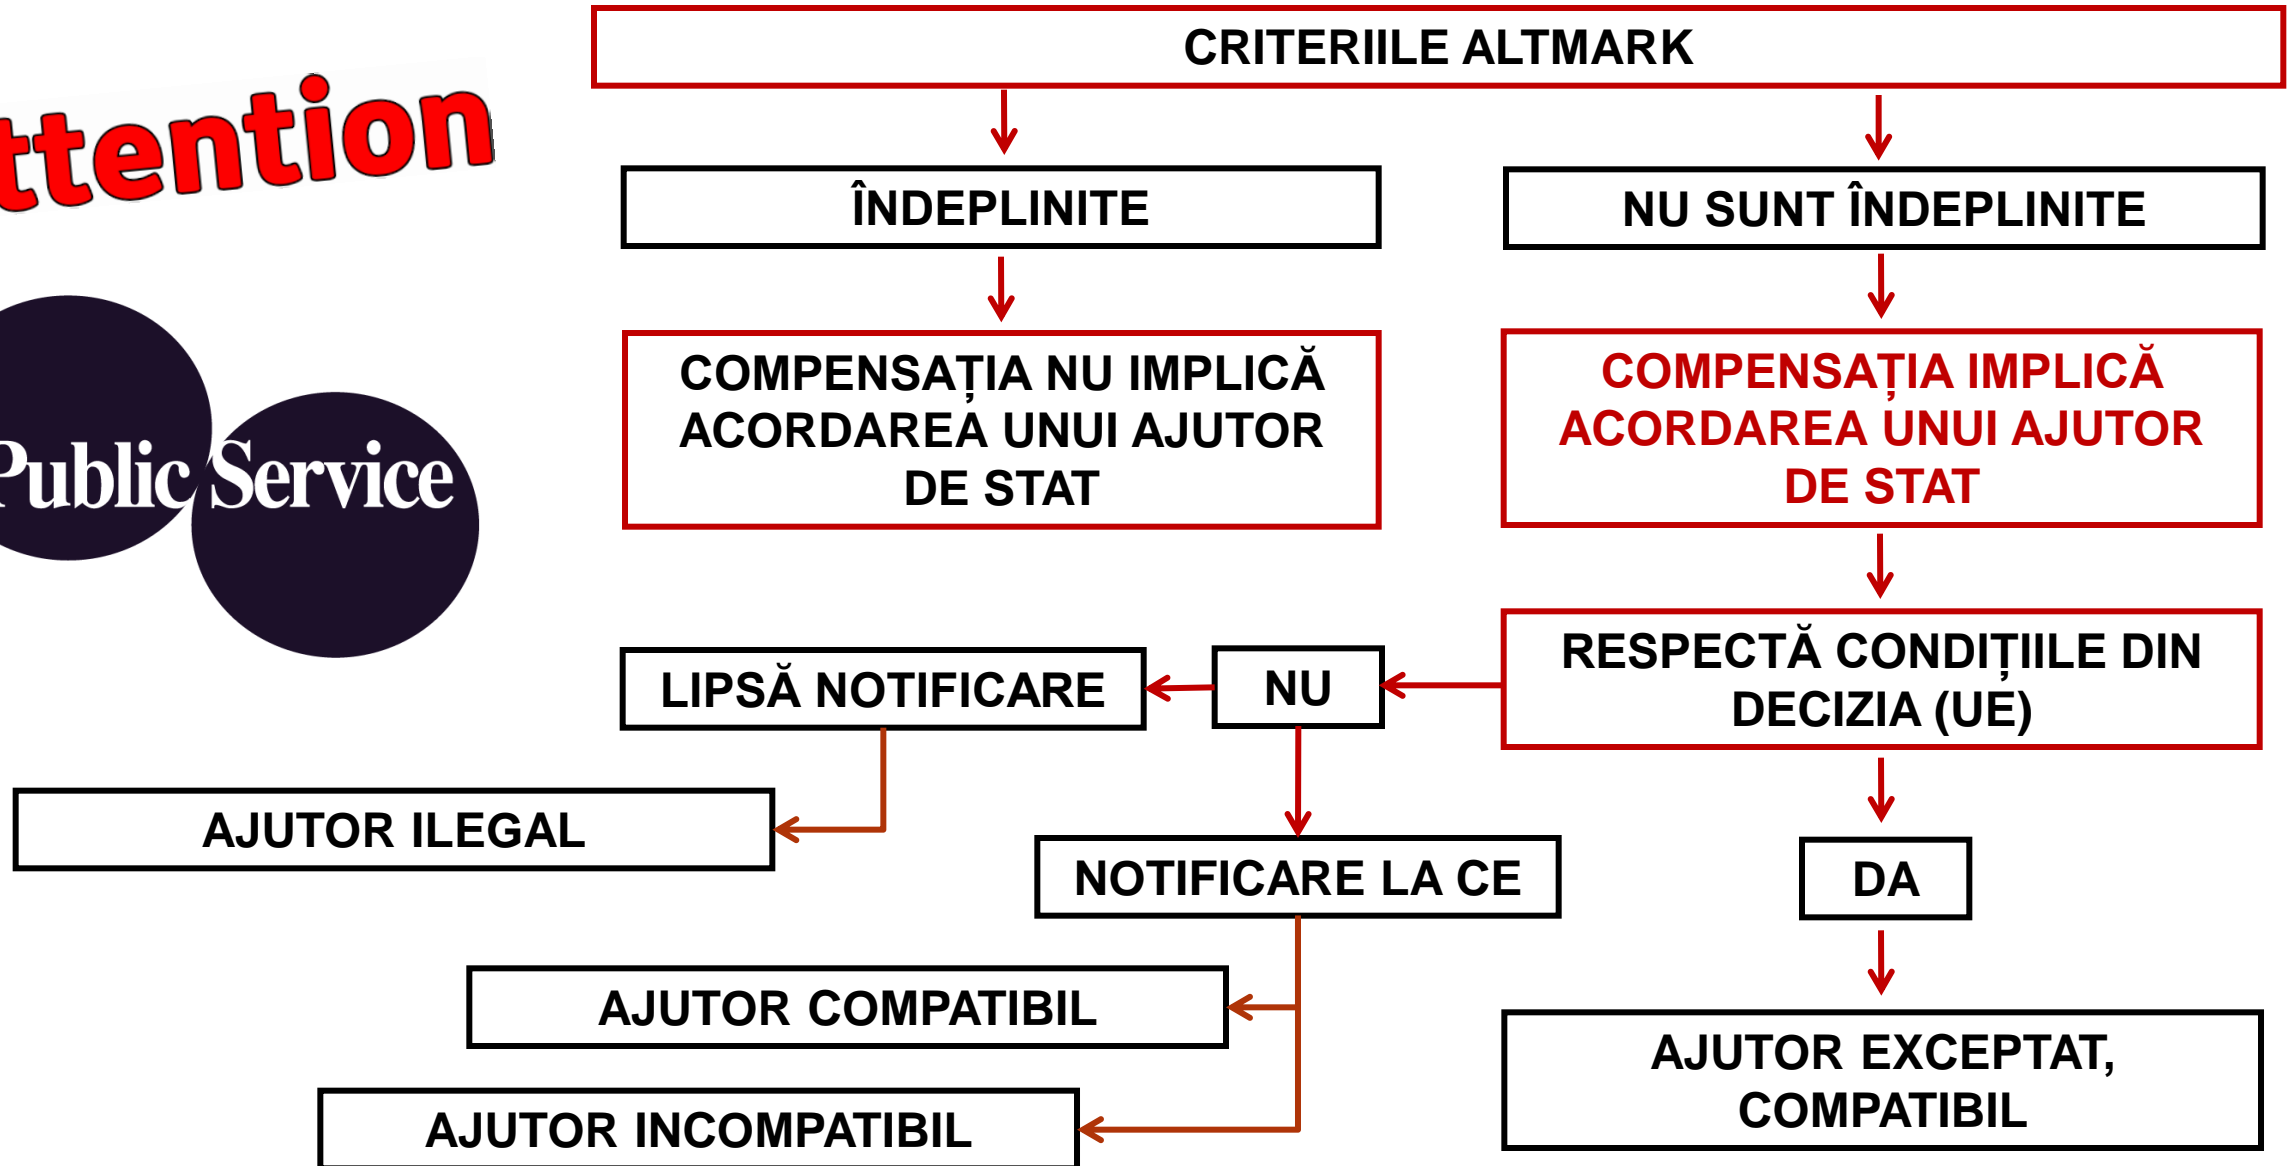 CRITERIILE ALTMARK
ttention
ÎNDEPLINITE
NU SUNT ÎNDEPLINITE
COMPENSAȚIA NU IMPLICĂ
ACORDAREA UNUI AJUTOR
DE STAT
COMPENSAȚIA IMPLICĂ
ACORDAREA UNUI AJUTOR
DE STAT
Public Service
RESPECTĂ CONDIȚIILE DIN
DECIZIA (UE)
NU
LIPSĂ NOTIFICARE
AJUTOR ILEGAL
NOTIFICARE LA CE
DA
AJUTOR COMPATIBIL
AJUTOR INCOMPATIBIL
AJUTOR EXCEPTAT,
COMPATIBIL